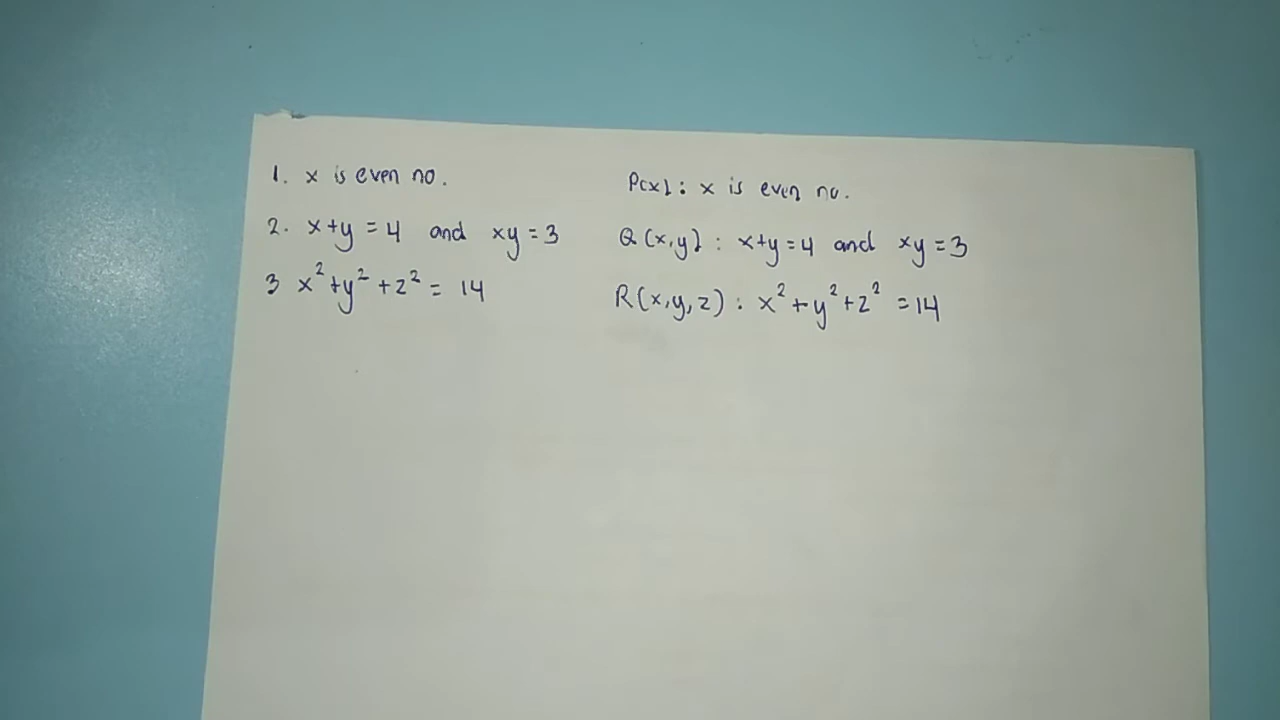 1. x is even no.
P(x): x is even no.
2. x+y = 4 and xy = 3
Q(x,y): x+y = 4 and xy = 3
3 x²+y²+z² = 14
R(x,y,z): x²+y²+z² = 14